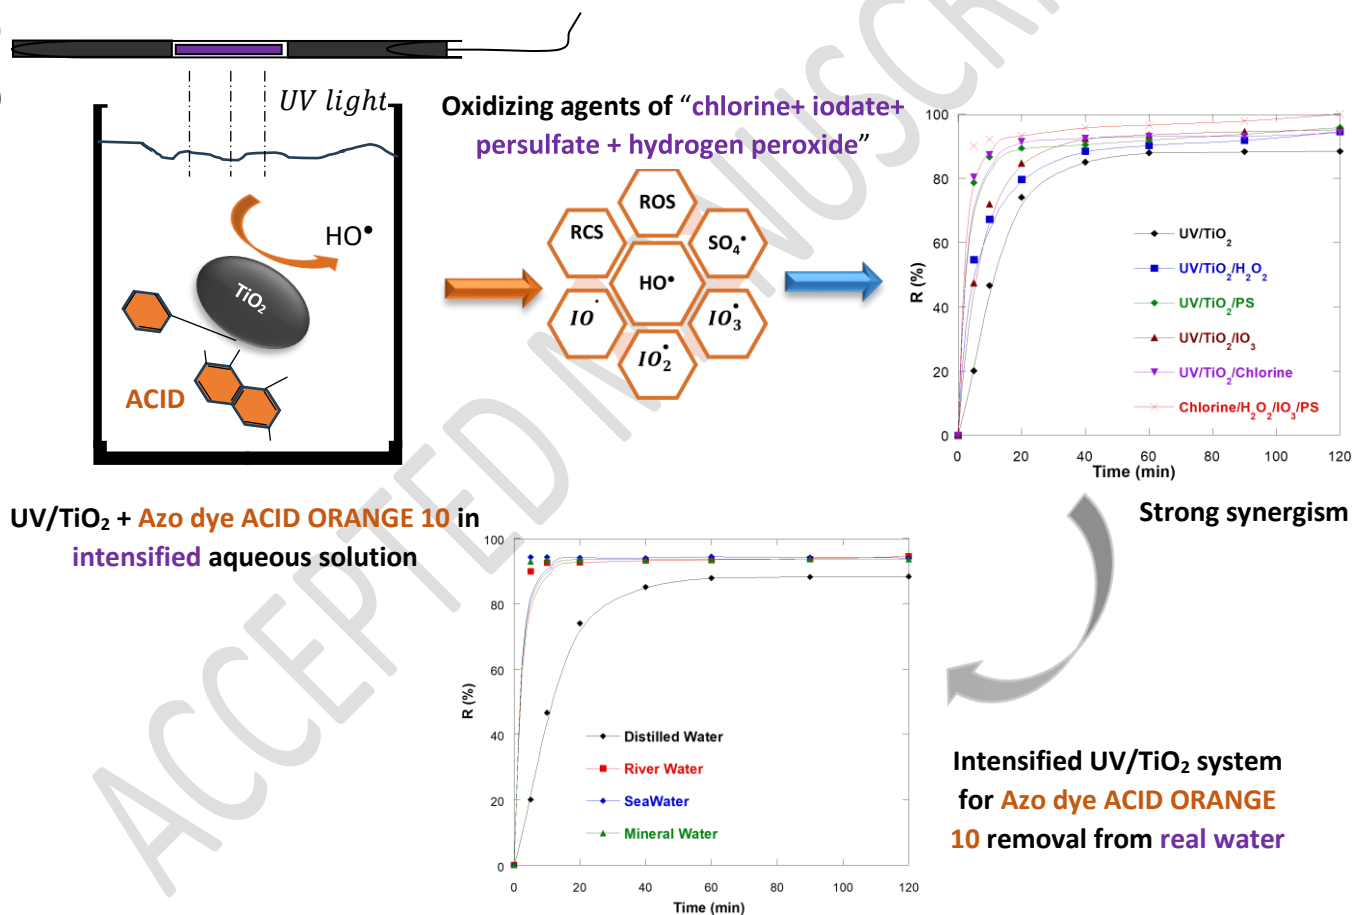 UV light
HO•
TiO₂
ACID
Oxidizing agents of “chlorine+ iodate+
persulfate + hydrogen peroxide”
ROS
RCS
SO₄•
HO•
IO•
IO₃•
IO₂•
R (%)
100
80
60
40
20
0
UV/TiO₂
UV/TiO₂/H₂O₂
UV/TiO₂/PS
UV/TiO₂/IO₃
UV/TiO₂/Chlorine
Chlorine/H₂O₂/IO₃/PS
0 20 40 60 80 100 120
Time (min)
UV/TiO₂ + Azo dye ACID ORANGE 10 in
intensified aqueous solution
Strong synergism
R (%)
100
80
60
40
20
0
Distilled Water
River Water
SeaWater
Mineral Water
0 20 40 60 80 100 120
Time (min)
Intensified UV/TiO₂ system
for Azo dye ACID ORANGE
10 removal from real water
ACCEPTED MANUSCRI